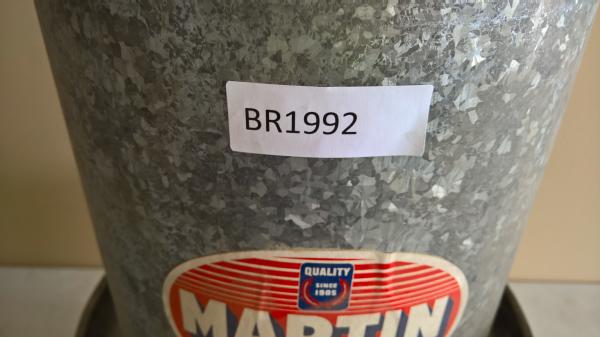 BR1992
QUALITY
SINCE
1905
MARTIN